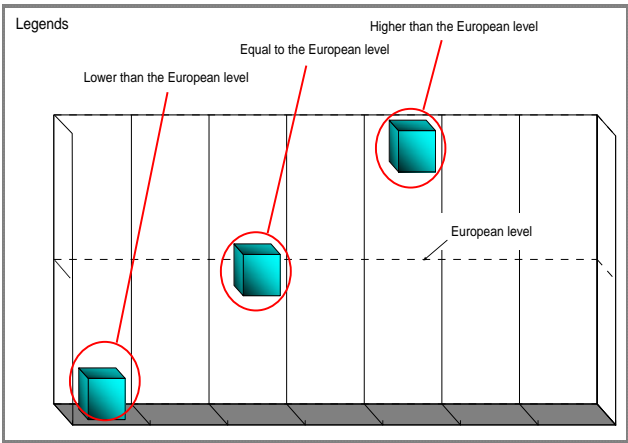 Legends
Higher than the European level
Equal to the European level
Lower than the European level
European level